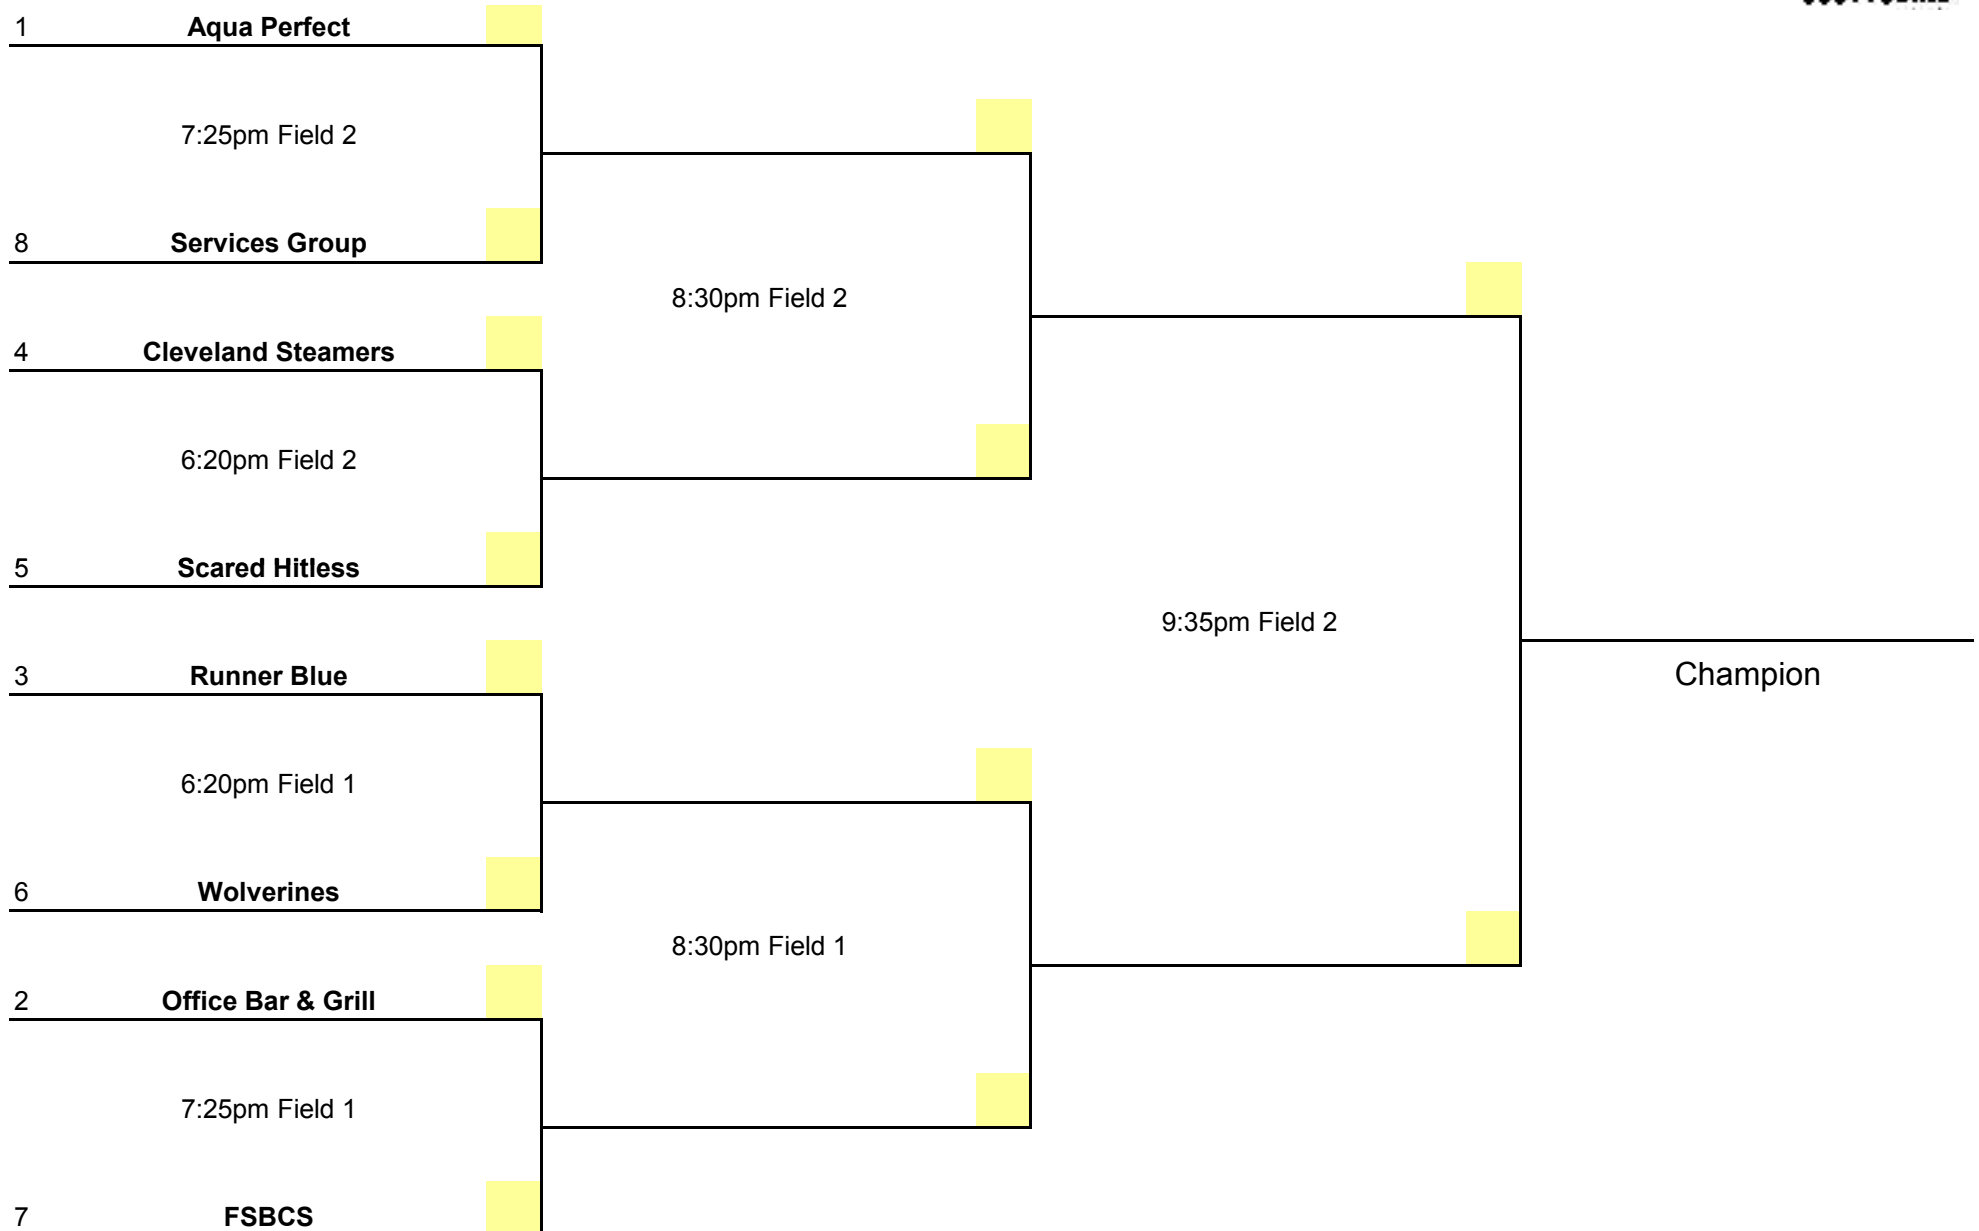 1 Aqua Perfect
7:25pm Field 2
8 Services Group
8:30pm Field 2
4 Cleveland Steamers
6:20pm Field 2
5 Scared Hitless
9:35pm Field 2
3 Runner Blue
Champion
6:20pm Field 1
6 Wolverines
8:30pm Field 1
2 Office Bar & Grill
7:25pm Field 1
7 FSBCS